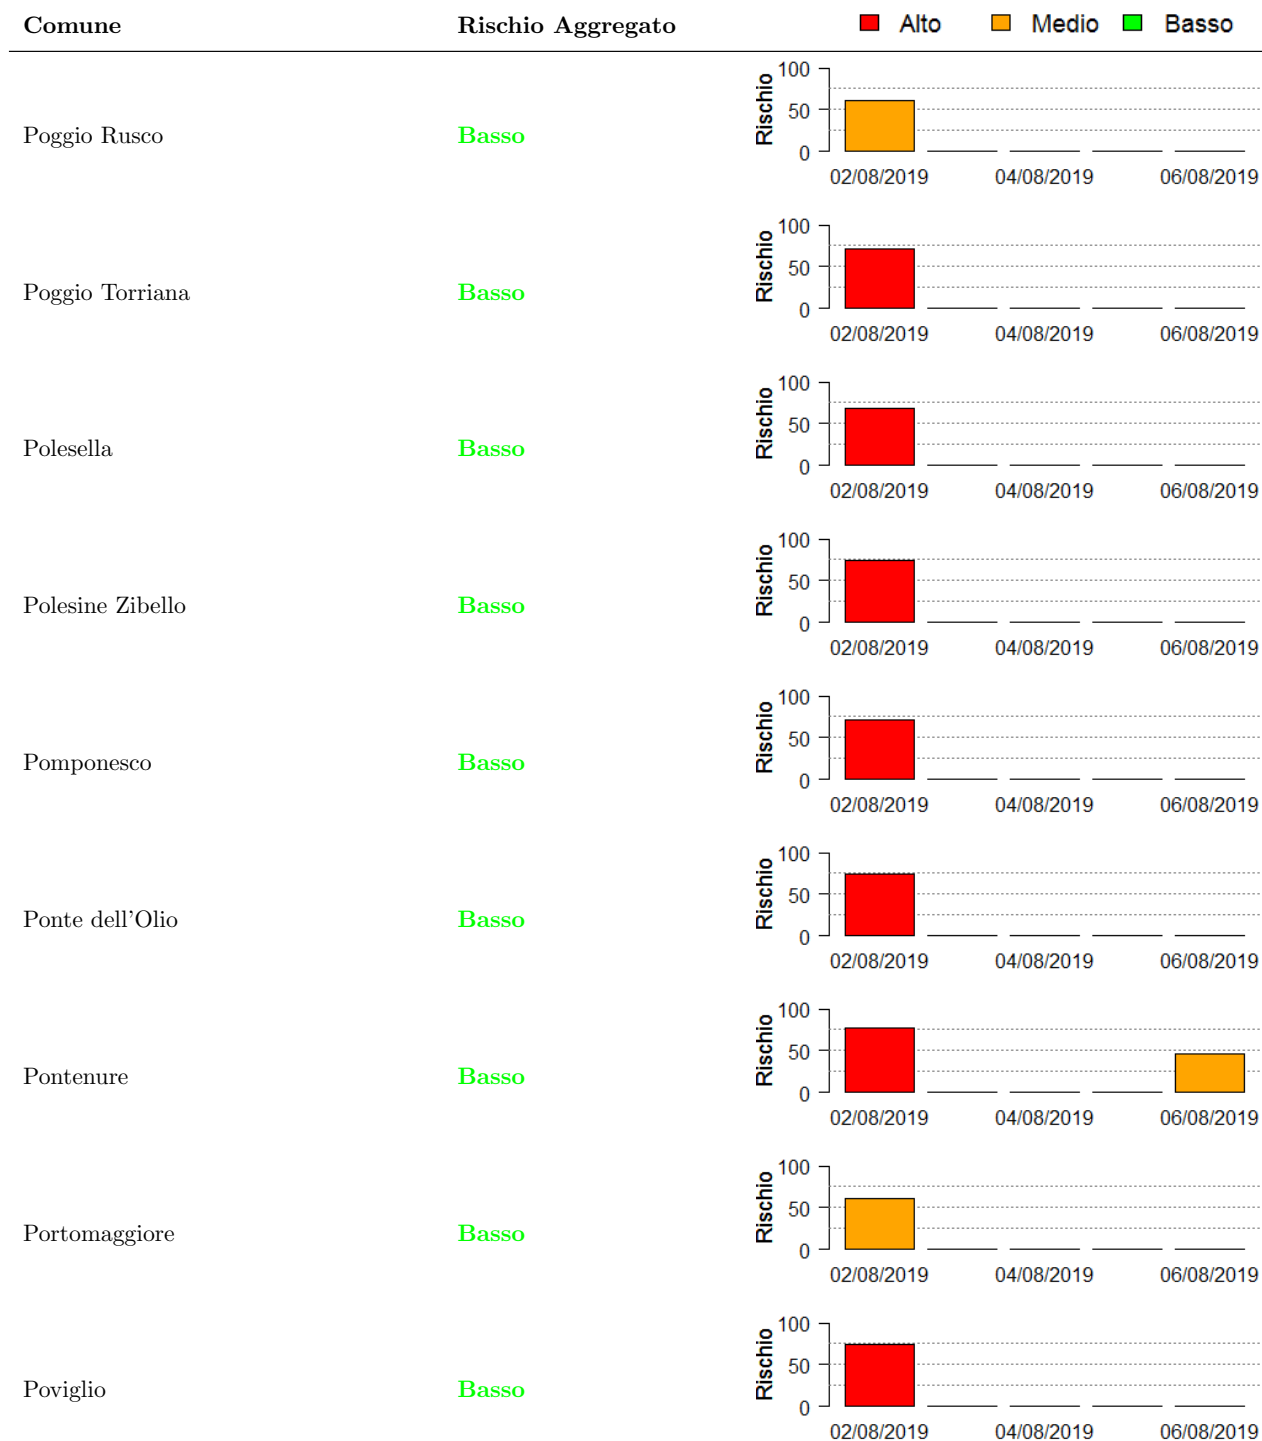 Comune Rischio Aggregato Alto Medio Basso
100
50
0
Rischio
Poggio Rusco Basso
02/08/2019 04/08/2019 06/08/2019
100
50
0
Rischio
Poggio Torriana Basso
02/08/2019 04/08/2019 06/08/2019
100
50
0
Rischio
Polesella Basso
02/08/2019 04/08/2019 06/08/2019
100
50
0
Rischio
Polesine Zibello Basso
02/08/2019 04/08/2019 06/08/2019
100
50
0
Rischio
Pomponesco Basso
02/08/2019 04/08/2019 06/08/2019
100
50
0
Rischio
Ponte dell'Olio Basso
02/08/2019 04/08/2019 06/08/2019
100
50
0
Rischio
Pontenure Basso
02/08/2019 04/08/2019 06/08/2019
100
50
0
Rischio
Portomaggiore Basso
02/08/2019 04/08/2019 06/08/2019
100
50
0
Rischio
Poviglio Basso
02/08/2019 04/08/2019 06/08/2019